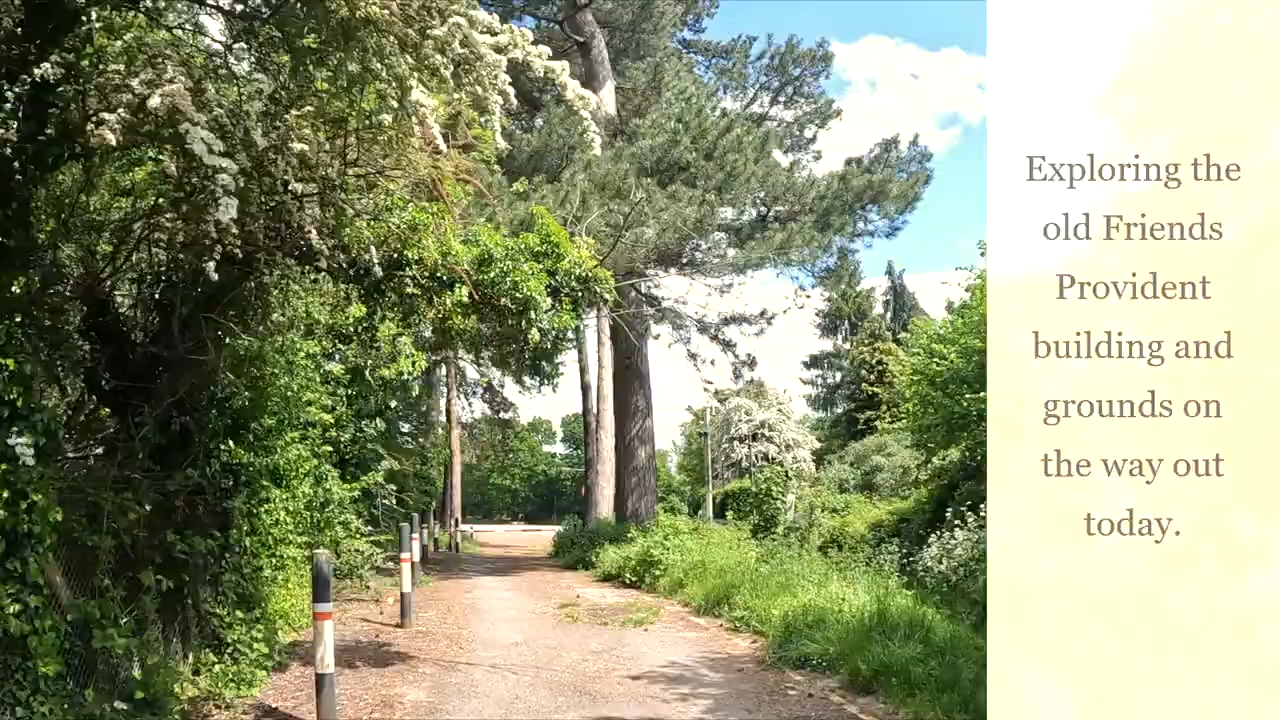 Exploring the
old Friends
Provident
building and
grounds on
the way out
today.